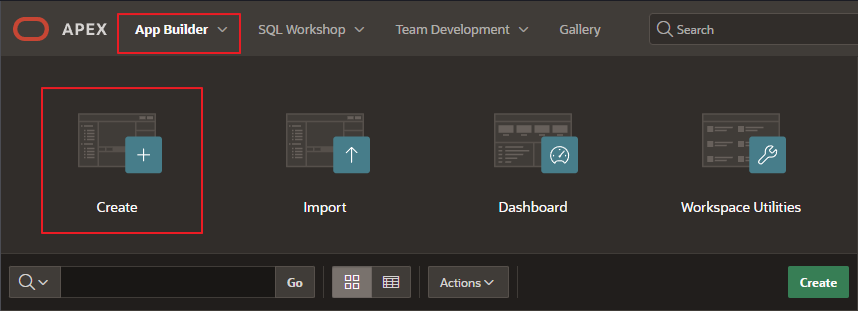 APEX App Builder SQL Workshop Team Development Gallery Search
Create Import Dashboard Workspace Utilities
Go Actions Create